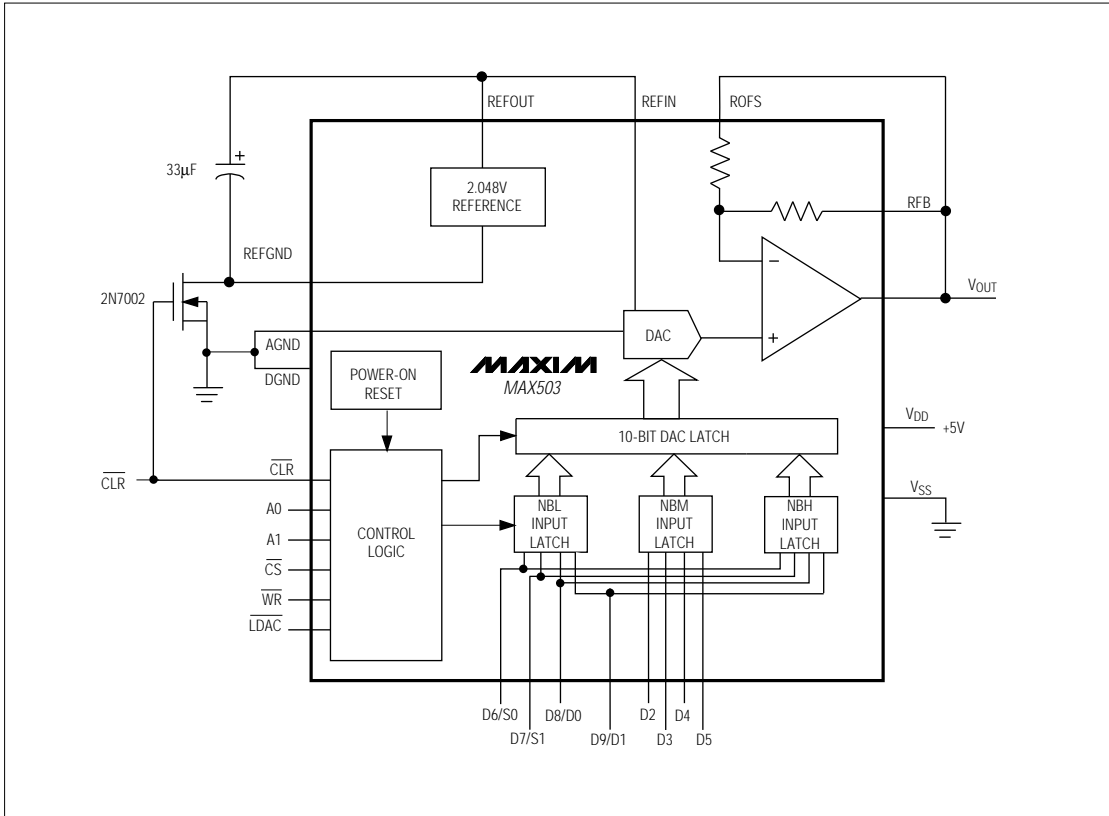 REFOUT
REFIN
ROFS
33µF
+
2.048V
REFERENCE
RFB
REFGND
2N7002
−
+
VOUT
AGND
DAC
DGND
POWER-ON
RESET
MAXIM
MAX503
VDD
+5V
10-BIT DAC LATCH
CLR
CLR
VSS
NBL
INPUT
LATCH
NBM
INPUT
LATCH
NBH
INPUT
LATCH
CONTROL
LOGIC
A0
A1
CS
WR
LDAC
D6/S0
D8/D0
D2
D4
D7/S1
D9/D1
D3
D5